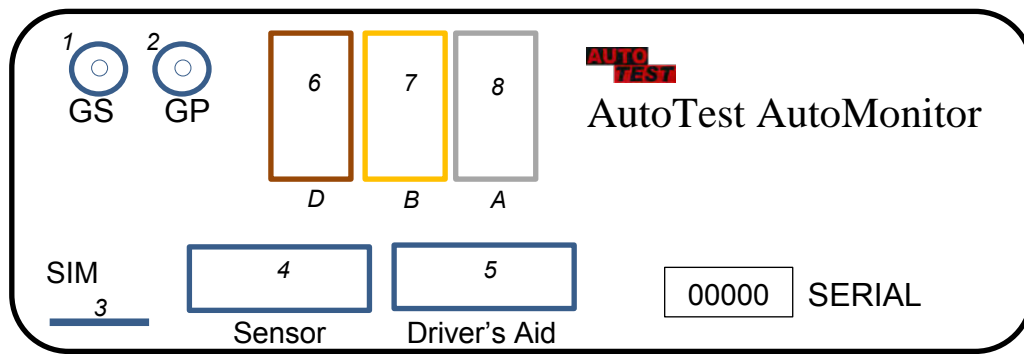 1
2
GS
GP
6
7
8
D
B
A
AUTO
TEST
AutoTest AutoMonitor
SIM
3
4
Sensor
5
Driver's Aid
00000
SERIAL